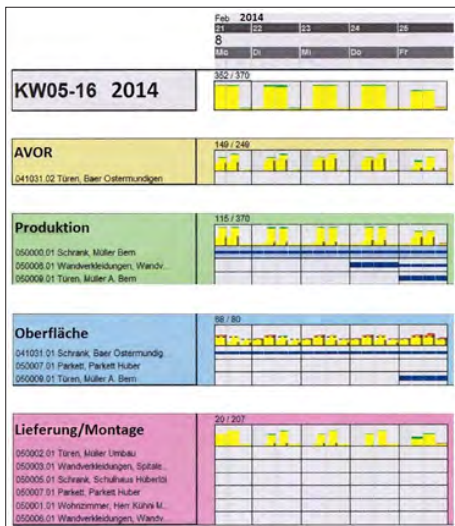 Feb 2014
21 22 23 24 25
8
Mo Di Mi Do Fr
KW05-16 2014
352 / 370
AVOR
149 / 249
041031.02 Türen, Baer Ostermundigen
Produktion
115 / 370
050000.01 Schrank, Müller Bern
050006.01 Wandverkleidungen, Wandv...
050009.01 Türen, Müller A. Bern
Oberfläche
68 / 80
041031.01 Schrank, Baer Ostermundig...
050007.01 Parkett, Parkett Huber
050009.01 Türen, Müller A. Bern
Lieferung/Montage
20 / 207
050002.01 Türen, Müller Umbau
050003.01 Wandverkleidungen, Spitale...
050005.01 Schrank, Schulhaus Hübertöi
050007.01 Parkett, Parkett Huber
050001.01 Wohnzimmer, Herr Kühni M...
050006.01 Wandverkleidungen, Wandv...